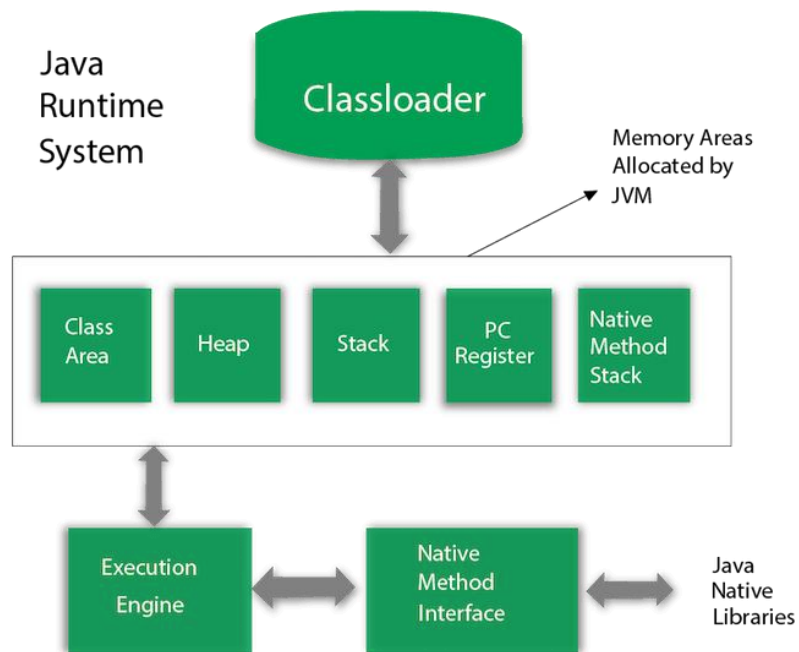 Java
Runtime
System
Classloader
Memory Areas
Allocated by
JVM
Class
Area
Heap
Stack
PC
Register
Native
Method
Stack
Execution
Engine
Native
Method
Interface
Java
Native
Libraries